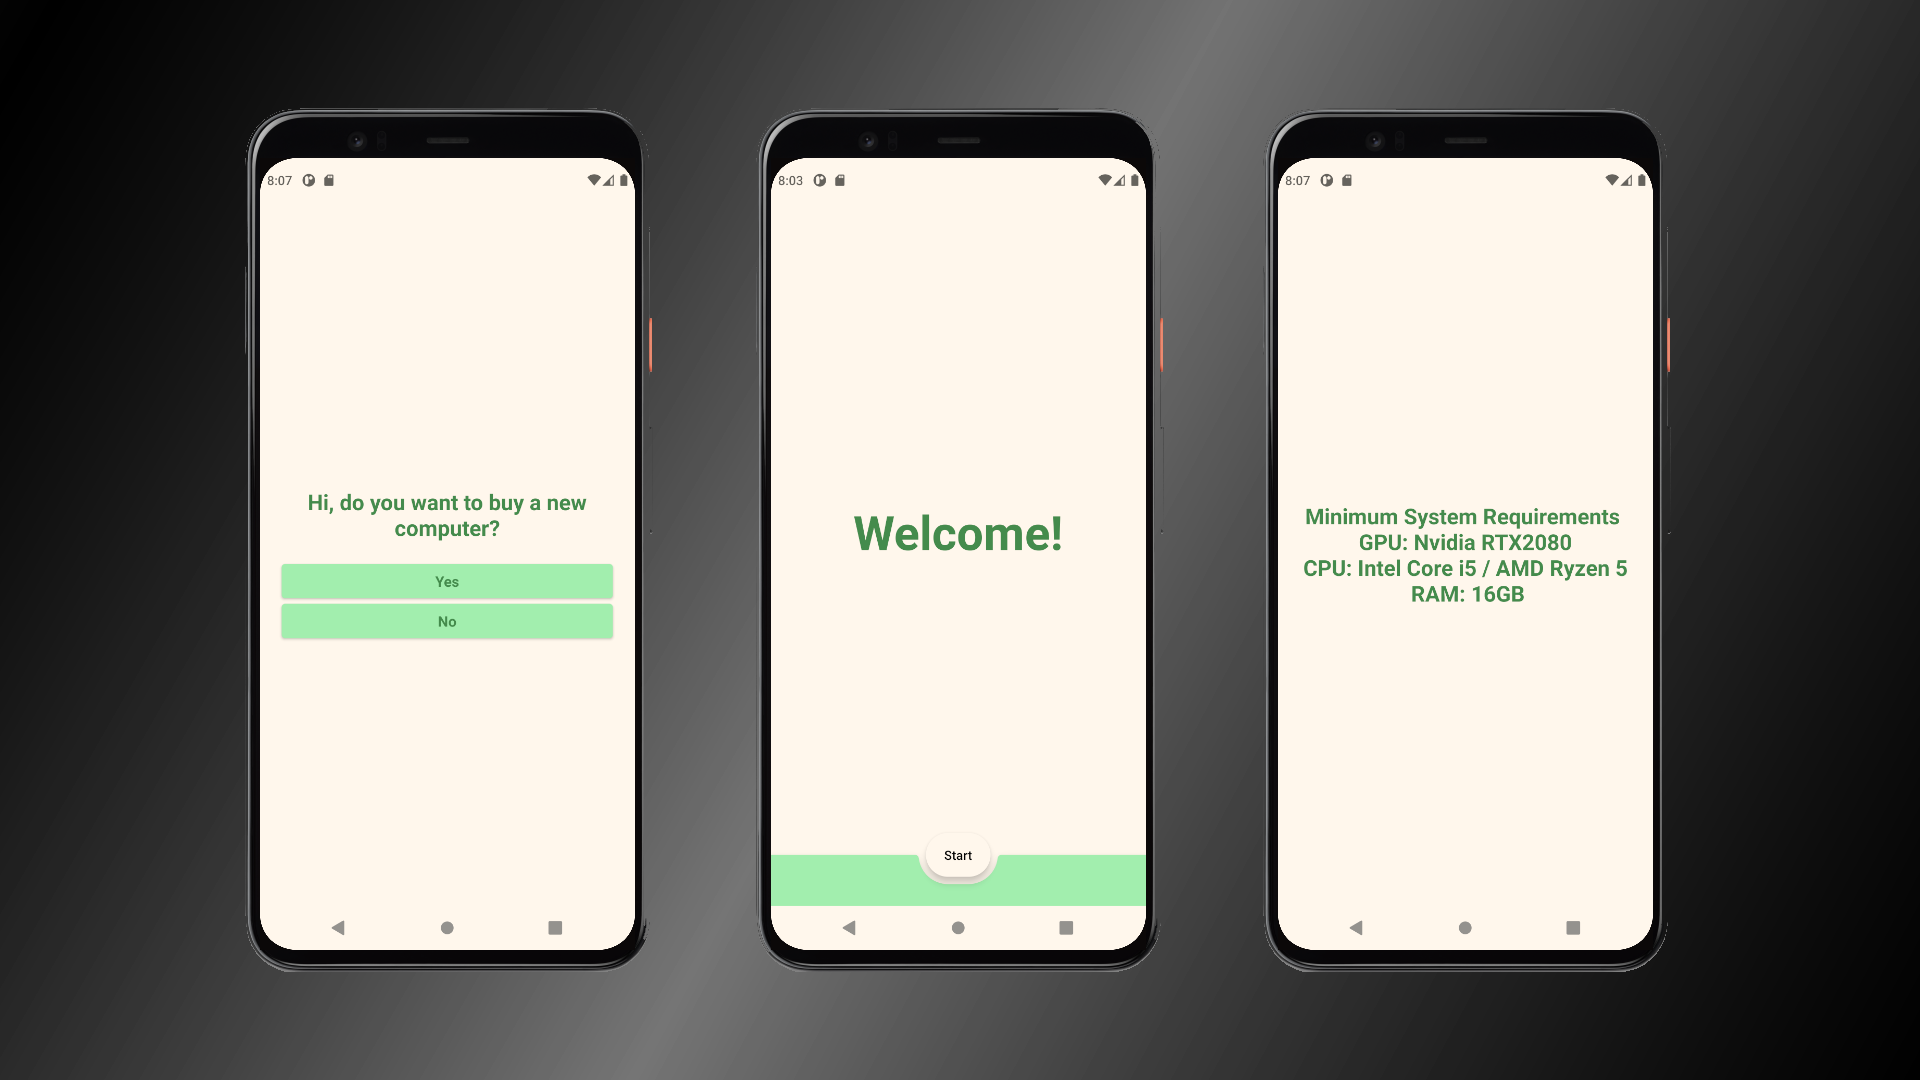 8:07
Hi, do you want to buy a new
computer?
Yes
No
8:03
Welcome!
Start
8:07
Minimum System Requirements
GPU: Nvidia RTX2080
CPU: Intel Core i5 / AMD Ryzen 5
RAM: 16GB